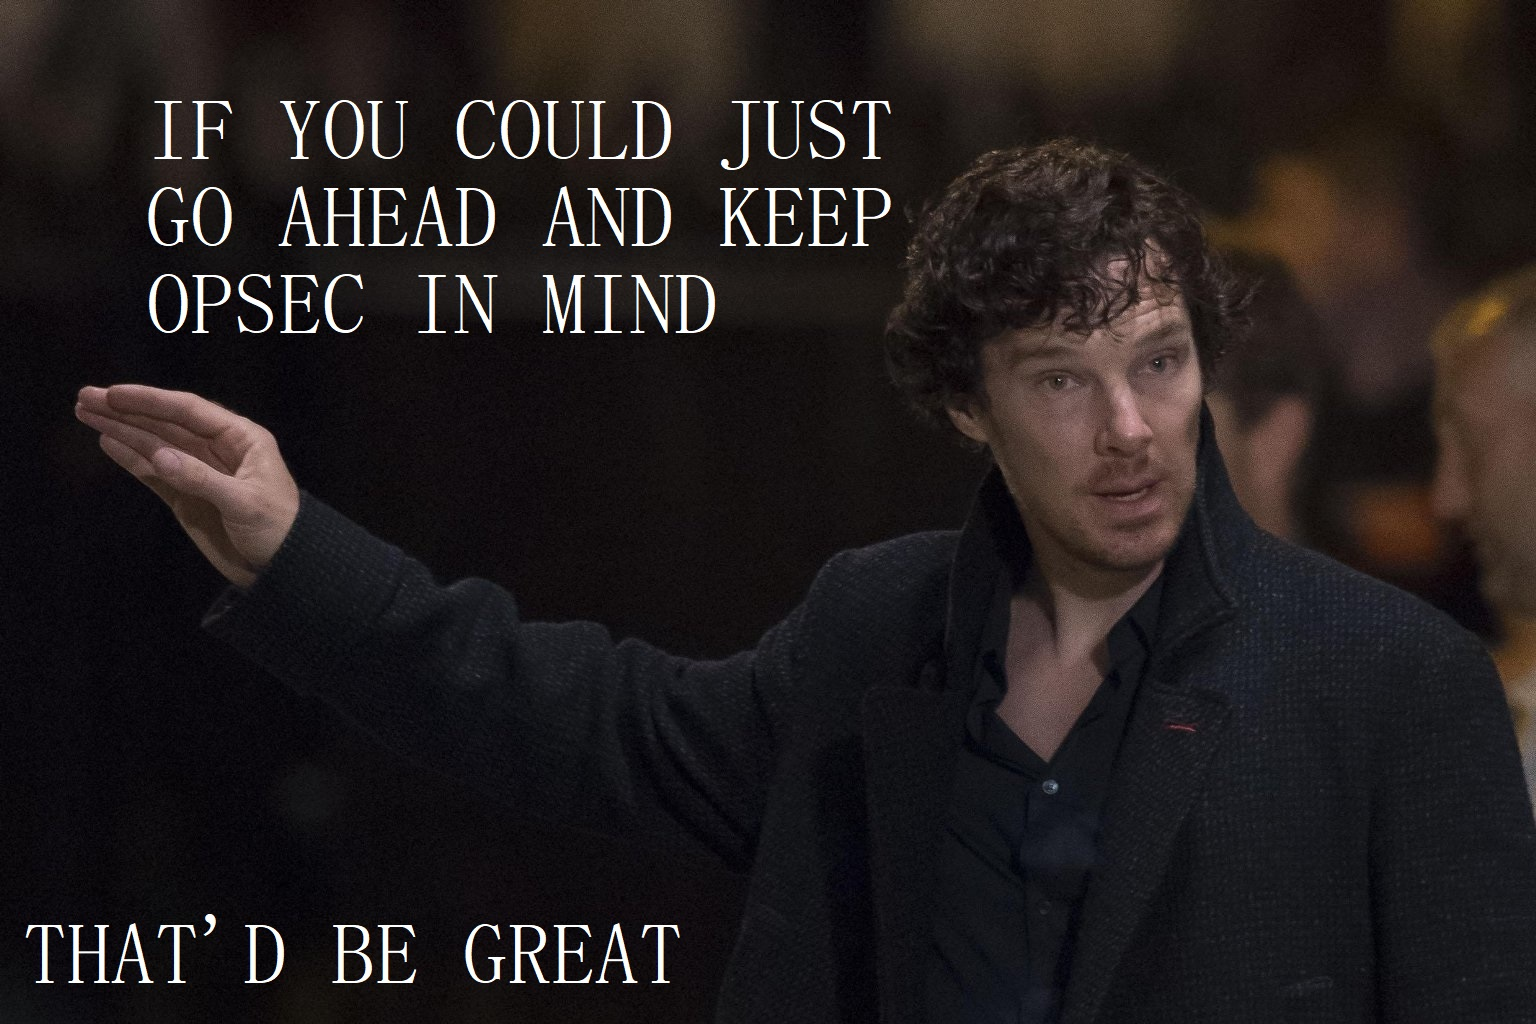 IF YOU COULD JUST
GO AHEAD AND KEEP
OPSEC IN MIND
THAT'D BE GREAT